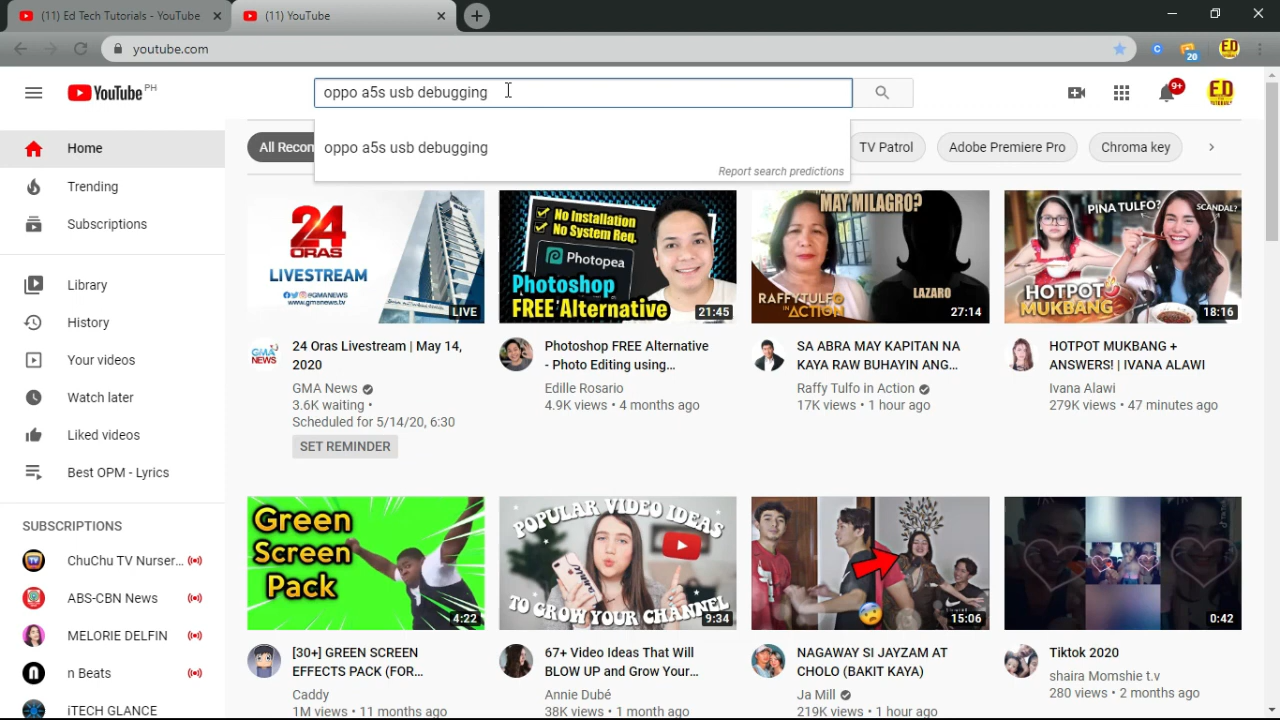 (11) Ed Tech Tutorials - YouTube
(11) YouTube
youtube.com
20
YouTube PH
oppo a5s usb debugging
9+
oppo a5s usb debugging
Report search predictions
All Recom
TV Patrol
Adobe Premiere Pro
Chroma key
Home
Trending
Subscriptions
Library
History
Your videos
Watch later
Liked videos
Best OPM - Lyrics
SUBSCRIPTIONS
ChuChu TV Nurser...
ABS-CBN News
MELORIE DELFIN
n Beats
iTECH GLANCE
24
ORAS
LIVESTREAM
@GMANEWS
www.gmanews.tv
LIVE
24 Oras Livestream | May 14,
2020
GMA News
3.6K waiting •
Scheduled for 5/14/20, 6:30
SET REMINDER
No Installation
No System Req.
Photopea
Photoshop
FREE Alternative
21:45
Photoshop FREE Alternative
- Photo Editing using...
Edille Rosario
4.9K views • 4 months ago
MAY MILAGRO?
LAZARO
RAFFYTULFO
IN ACTION
27:14
SA ABRA MAY KAPITAN NA
KAYA RAW BUHAYIN ANG...
Raffy Tulfo in Action
17K views • 1 hour ago
PINA TULFO?
SCANDAL?
HOTPOT
MUKBANG
18:16
HOTPOT MUKBANG +
ANSWERS! | IVANA ALAWI
Ivana Alawi
279K views • 47 minutes ago
Green
Screen
Pack
4:22
[30+] GREEN SCREEN
EFFECTS PACK (FOR...
Caddy
1M views • 11 months ago
POPULAR VIDEO IDEAS
TO GROW YOUR CHANNEL
9:34
67+ Video Ideas That Will
BLOW UP and Grow Your...
Annie Dubé
38K views • 1 month ago
15:06
NAGAWAY SI JAYZAM AT
CHOLO (BAKIT KAYA)
Ja Mill
219K views • 1 hour ago
0:42
Tiktok 2020
shaira Momshie t.v
280 views • 2 months ago